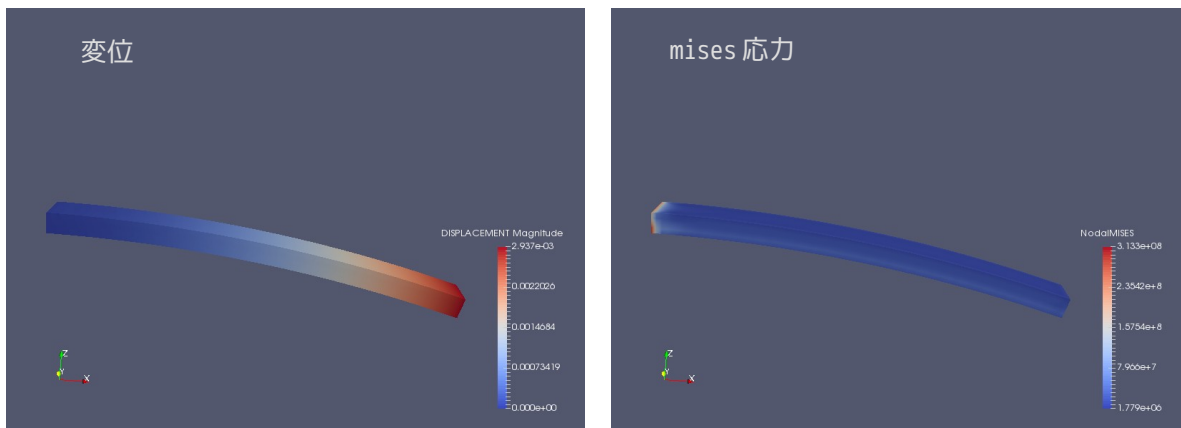 変位
DISPLACEMENT Magnitude
2.937e-03
0.0022026
0.0014684
0.00073419
0.000e+00
Z
Y
X
mises 応力
NodalMISES
3.133e+08
2.3542e+8
1.5754e+8
7.966e+7
1.779e+06
Z
Y
X